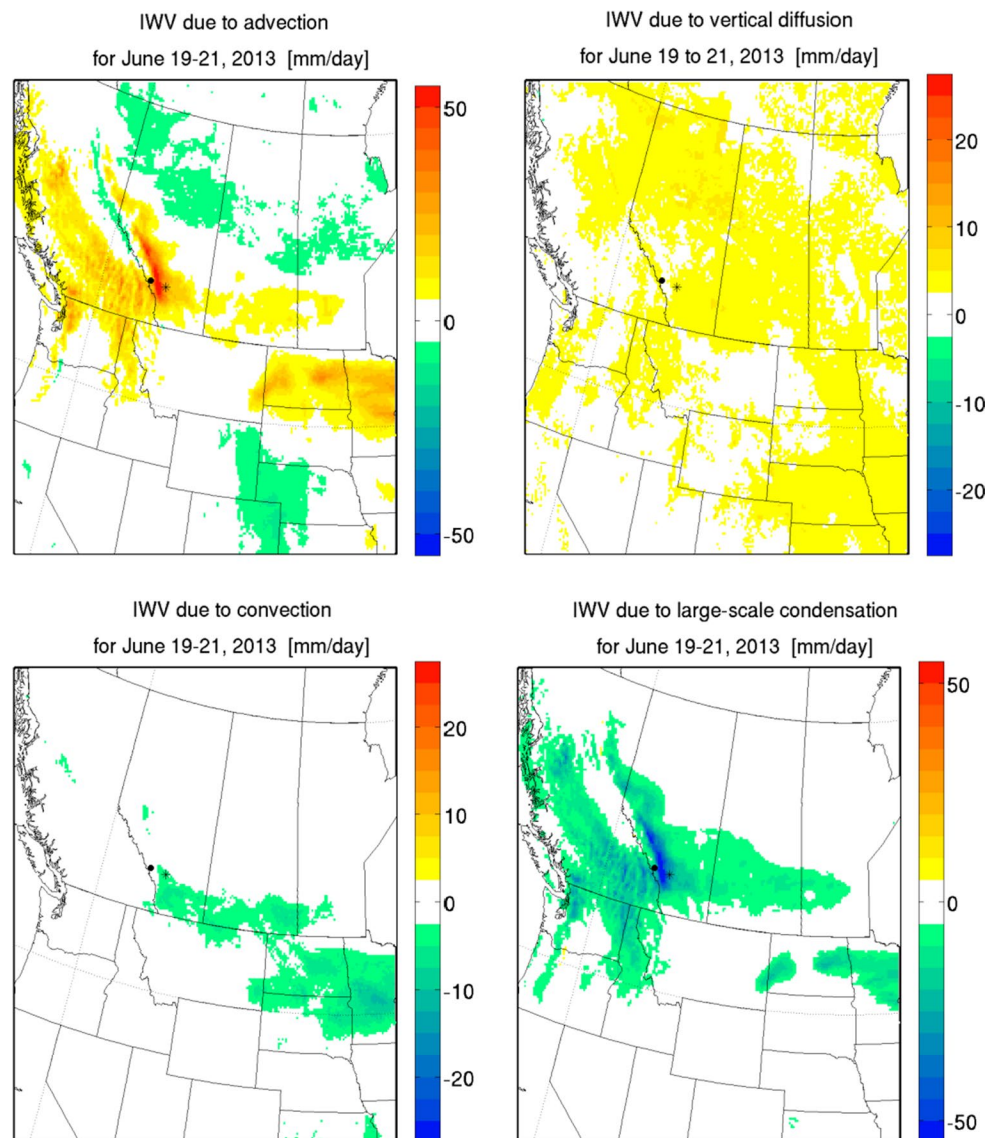 IWV due to advection
for June 19-21, 2013 [mm/day]
50
0
-50
IWV due to vertical diffusion
for June 19 to 21, 2013 [mm/day]
20
10
0
-10
-20
IWV due to convection
for June 19-21, 2013 [mm/day]
20
10
0
-10
-20
IWV due to large-scale condensation
for June 19-21, 2013 [mm/day]
50
0
-50